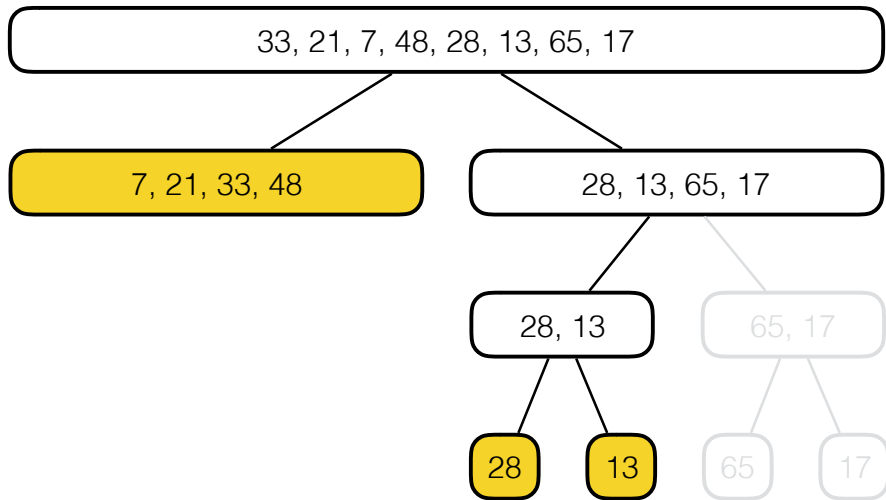 33, 21, 7, 48, 28, 13, 65, 17
7, 21, 33, 48
28, 13, 65, 17
28, 13
65, 17
28
13
65
17